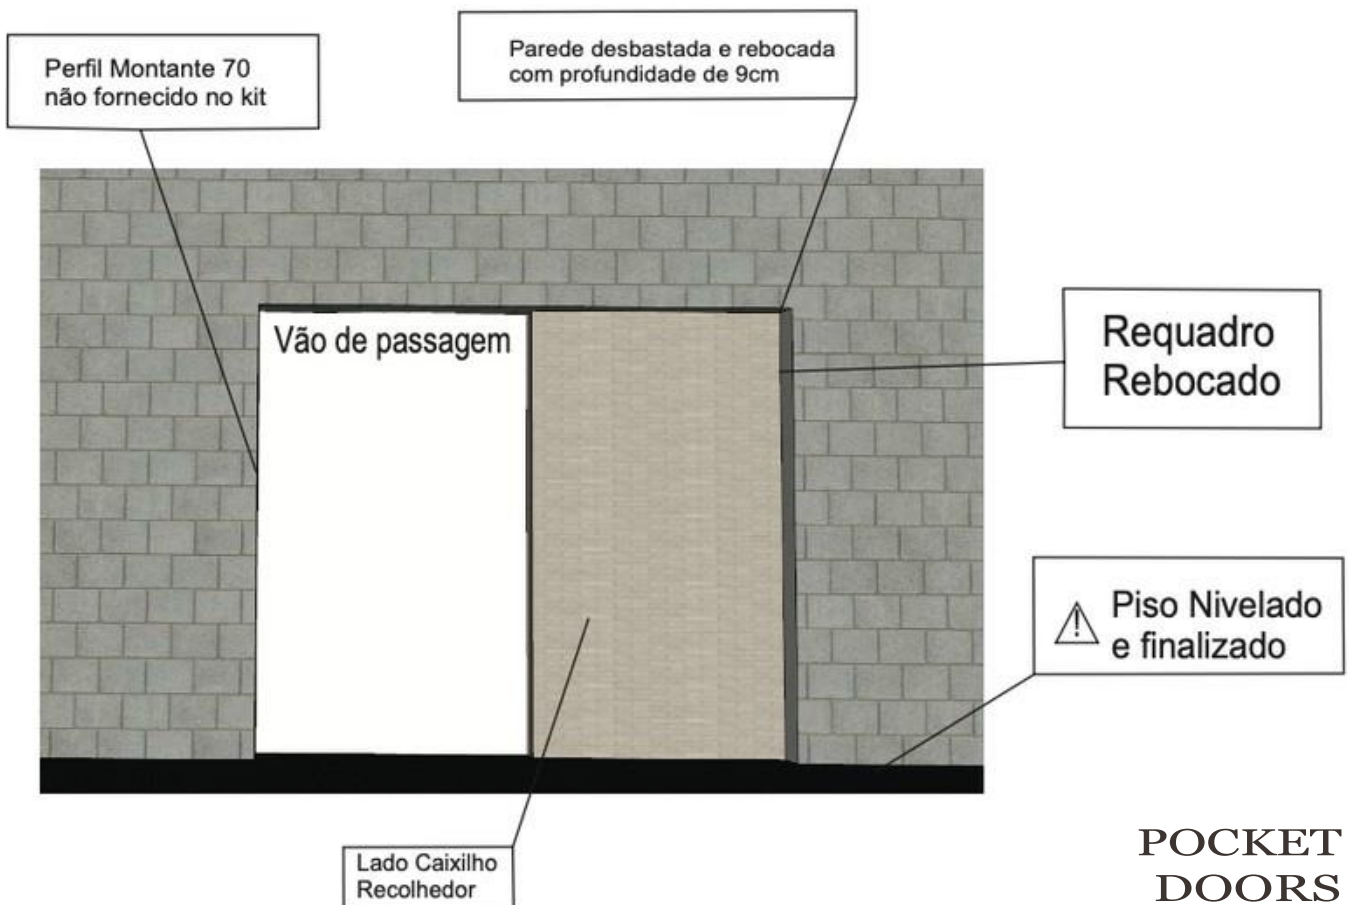 Perfil Montante 70
não fornecido no kit
Parede desbastada e rebocada
com profundidade de 9cm
Vão de passagem
Requadro
Rebocado
Piso Nivelado
e finalizado
Lado Caixilho
Recolhedor
POCKET
DOORS